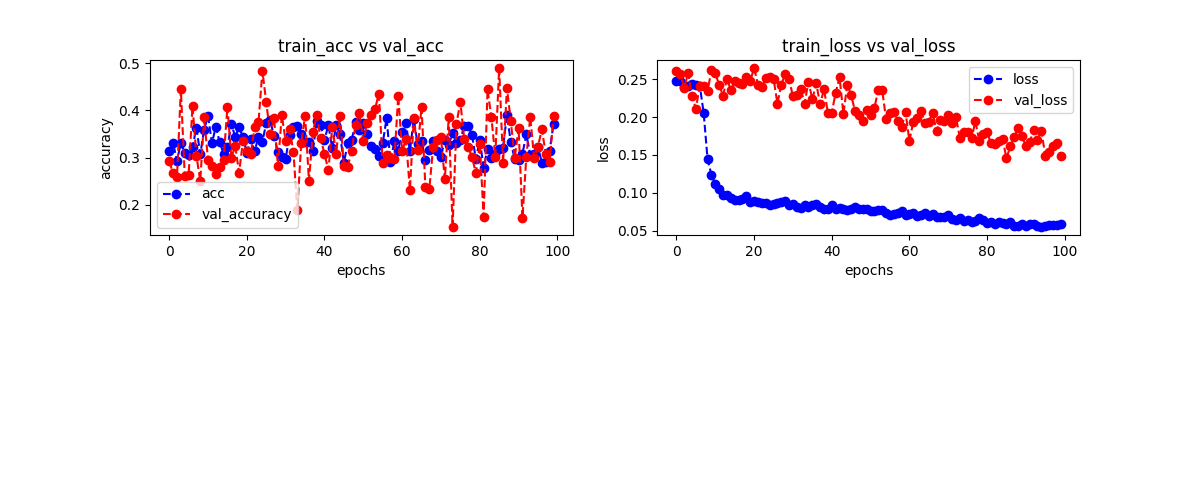 train_acc vs val_acc
0.5
0.4
0.3
0.2
accuracy
acc
val_accuracy
0
20
40
60
80
100
epochs
train_loss vs val_loss
0.25
0.20
0.15
0.10
0.05
loss
loss
val_loss
0
20
40
60
80
100
epochs